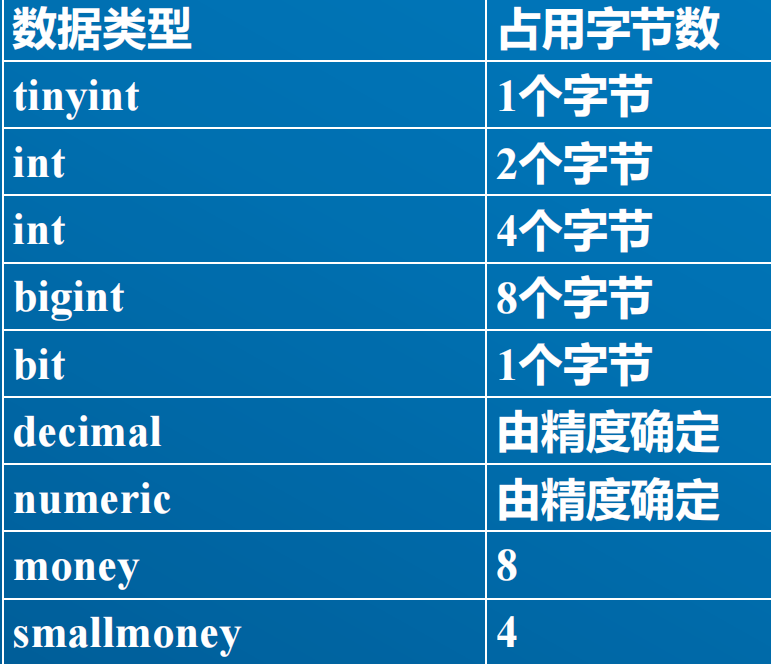 数据类型 占用字节数
tinyint 1个字节
int 2个字节
int 4个字节
bigint 8个字节
bit 1个字节
decimal 由精度确定
numeric 由精度确定
money 8
smallmoney 4